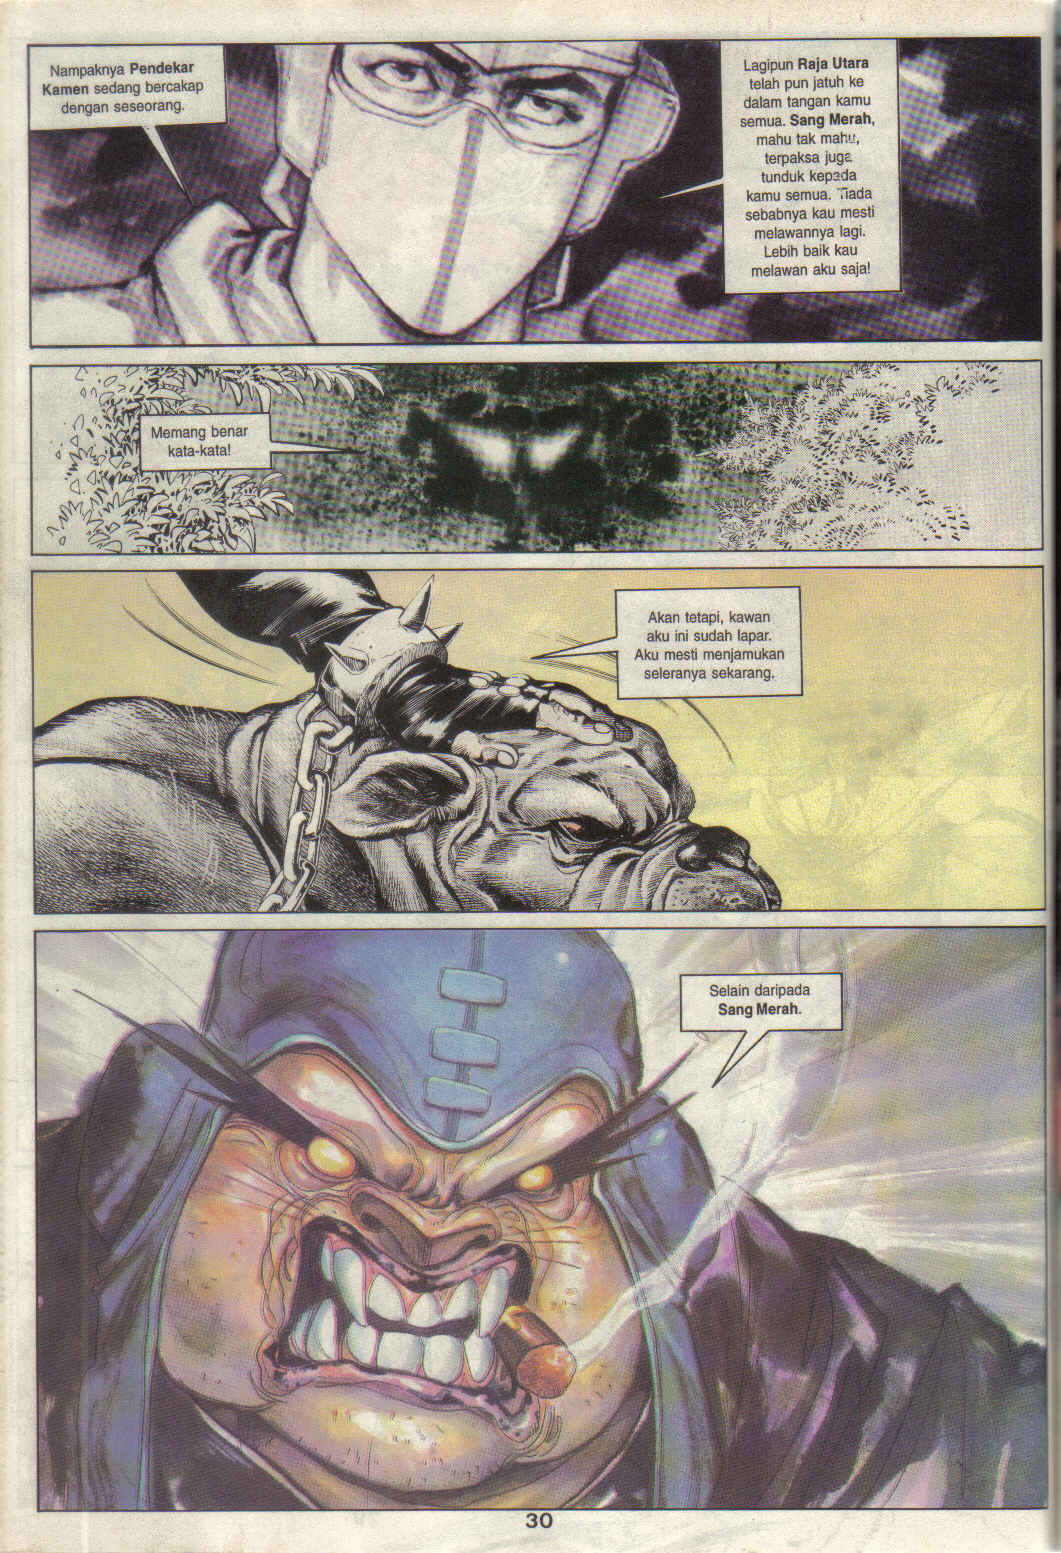 Nampaknya Pendekar
Kamen sedang bercakap
dengan seseorang.
Lagipun Raja Utara
telah pun jatuh ke
dalam tangan kamu
semua. Sang Merah,
mahu tak mahu,
terpaksa juga
tunduk kepada
kamu semua. Tiada
sebabnya kau mesti
melawannya lagi.
Lebih baik kau
melawan aku saja!
Memang benar
kata-kata!
Akan tetapi, kawan
aku ini sudah lapar.
Aku mesti menjamukan
seleranya sekarang.
Selain daripada
Sang Merah.
30